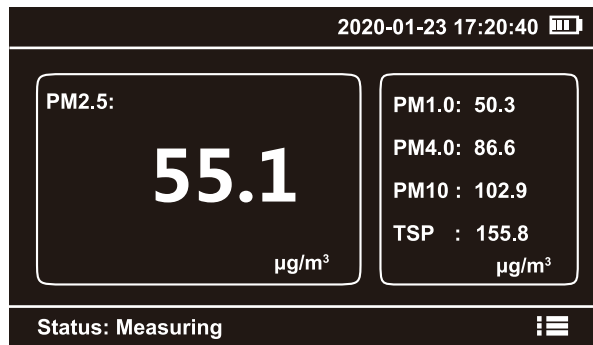 2020-01-23 17:20:40
PM2.5:
55.1
µg/m³
PM1.0: 50.3
PM4.0: 86.6
PM10 : 102.9
TSP : 155.8
µg/m³
Status: Measuring